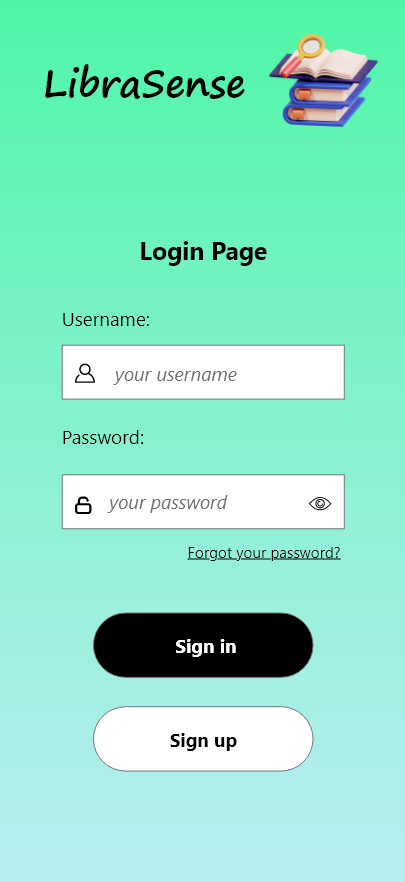 LibraSense
Login Page
Username:
your username
Password:
your password
Forgot your password?
Sign in
Sign up